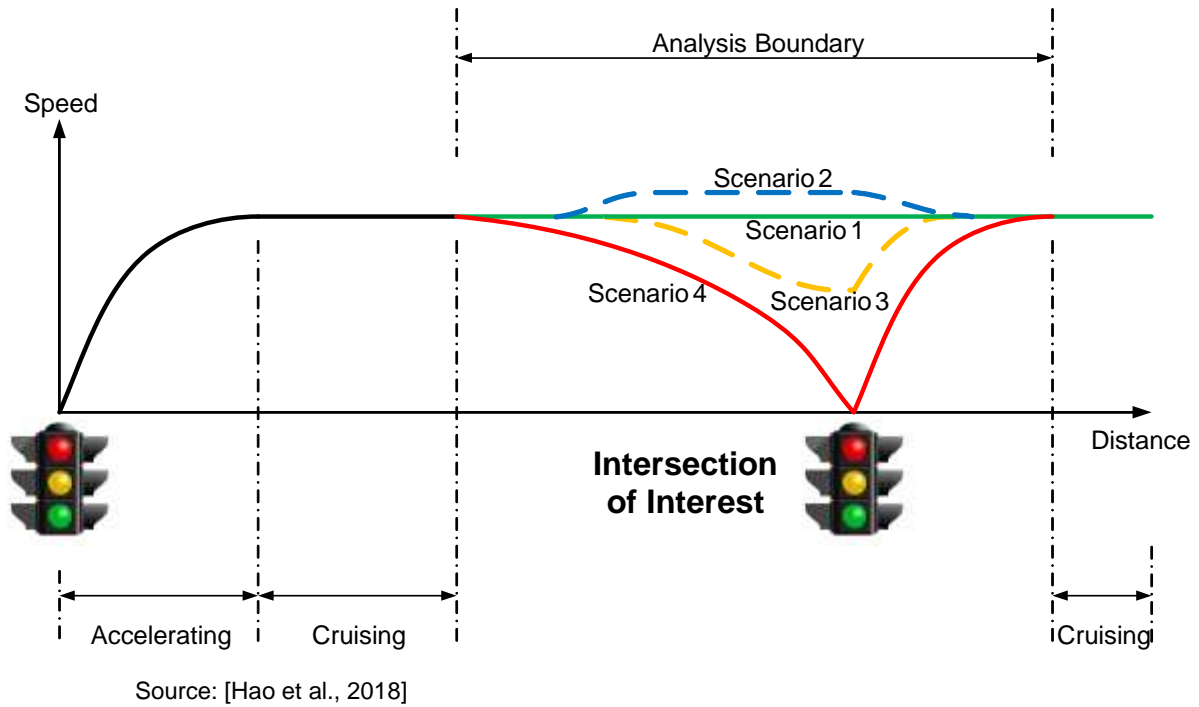 Analysis Boundary
Speed
Scenario 2
Scenario 1
Scenario 4
Scenario 3
Distance
Intersection
of Interest
Accelerating
Cruising
Cruising
Source: [Hao et al., 2018]